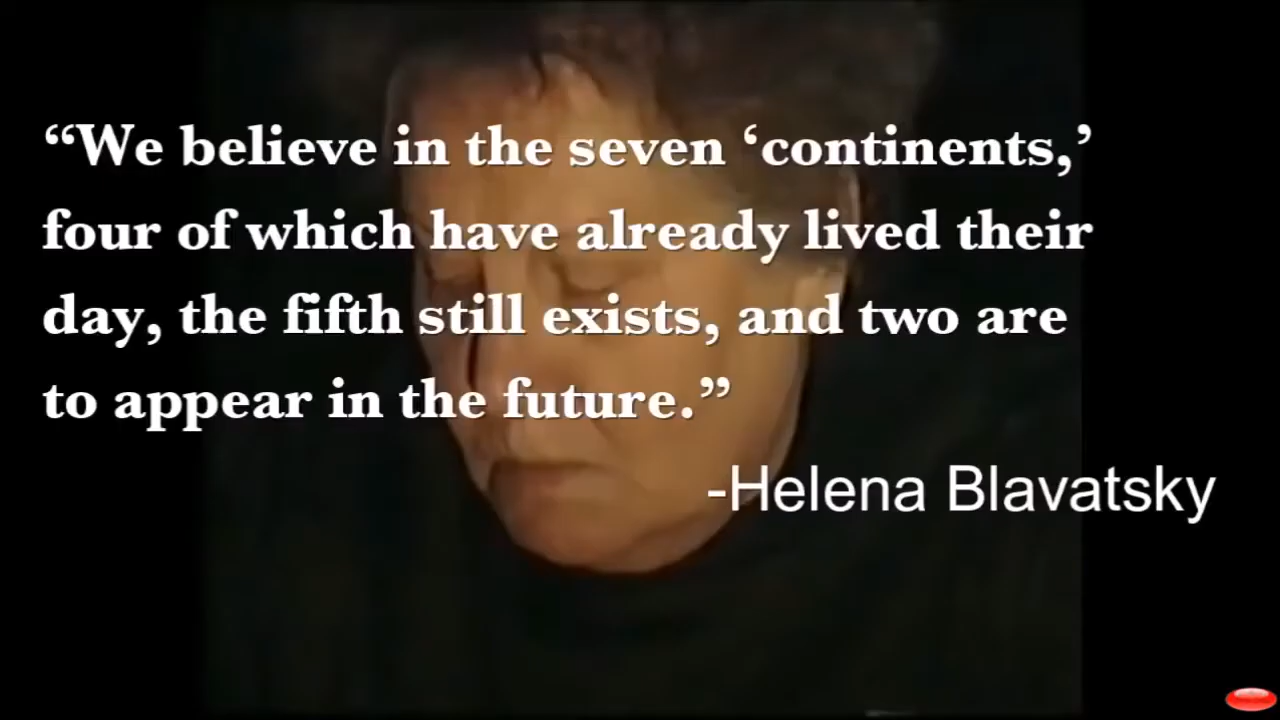 “We believe in the seven ‘continents,’
four of which have already lived their
day, the fifth still exists, and two are
to appear in the future.”
-Helena Blavatsky